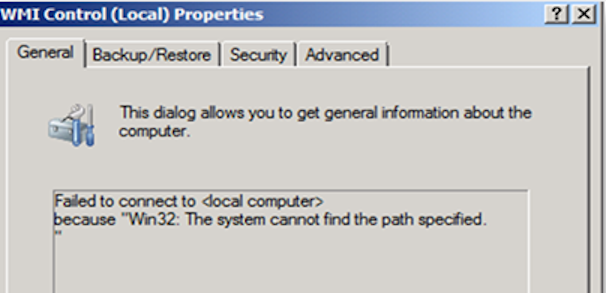 WMI Control (Local) Properties
General Backup/Restore Security Advanced
This dialog allows you to get general information about the
computer.
Failed to connect to <local computer>
because "Win32: The system cannot find the path specified.
"